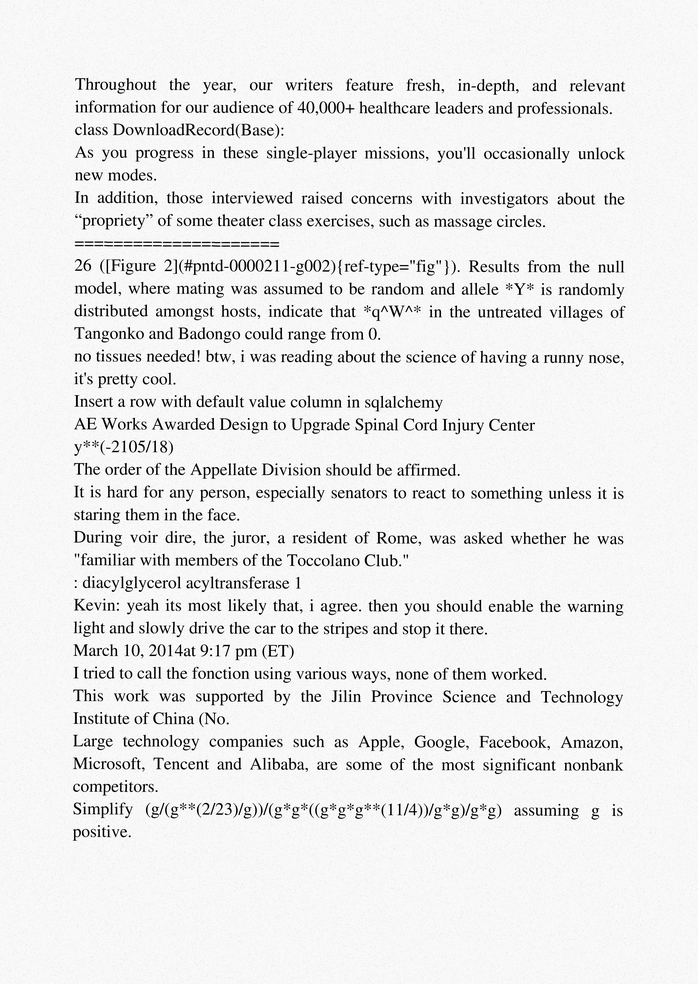 Throughout the year, our writers feature fresh, in-depth, and relevant
information for our audience of 40,000+ healthcare leaders and professionals.
class DownloadRecord(Base):
As you progress in these single-player missions, you'll occasionally unlock
new modes.
In addition, those interviewed raised concerns with investigators about the
“propriety” of some theater class exercises, such as massage circles.
=====================
26 ([Figure 2](#pntd-0000211-g002){ref-type="fig"}). Results from the null
model, where mating was assumed to be random and allele *Y* is randomly
distributed amongst hosts, indicate that *q^W^* in the untreated villages of
Tangonko and Badongo could range from 0.
no tissues needed! btw, i was reading about the science of having a runny nose,
it's pretty cool.
Insert a row with default value column in sqlalchemy
AE Works Awarded Design to Upgrade Spinal Cord Injury Center
y**(-2105/18)
The order of the Appellate Division should be affirmed.
It is hard for any person, especially senators to react to something unless it is
staring them in the face.
During voir dire, the juror, a resident of Rome, was asked whether he was
"familiar with members of the Toccolano Club."
: diacylglycerol acyltransferase 1
Kevin: yeah its most likely that, i agree. then you should enable the warning
light and slowly drive the car to the stripes and stop it there.
March 10, 2014at 9:17 pm (ET)
I tried to call the fonction using various ways, none of them worked.
This work was supported by the Jilin Province Science and Technology
Institute of China (No.
Large technology companies such as Apple, Google, Facebook, Amazon,
Microsoft, Tencent and Alibaba, are some of the most significant nonbank
competitors.
Simplify (g/(g**(2/23)/g))/(g*g*((g*g*g**(11/4))/g*g)/g*g) assuming g is
positive.